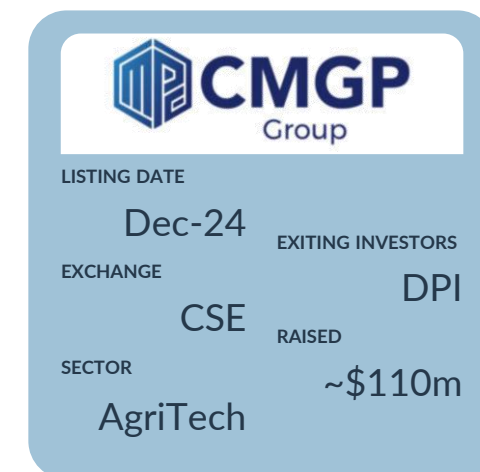 CMGP
Group
LISTING DATE
Dec-24
EXCHANGE
CSE
SECTOR
AgriTech
EXITING INVESTORS
DPI
RAISED
~$110m